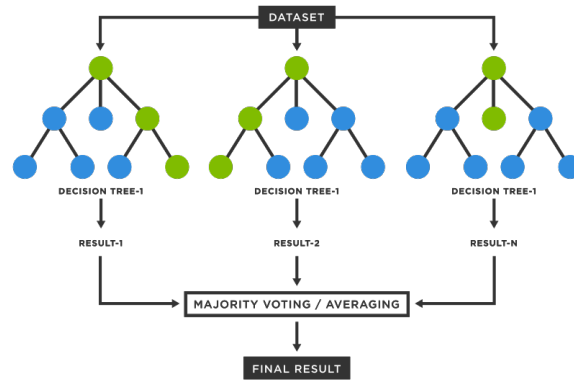 DATASET
DECISION TREE-1 DECISION TREE-1 DECISION TREE-1
RESULT-1 RESULT-2 RESULT-N
MAJORITY VOTING / AVERAGING
FINAL RESULT